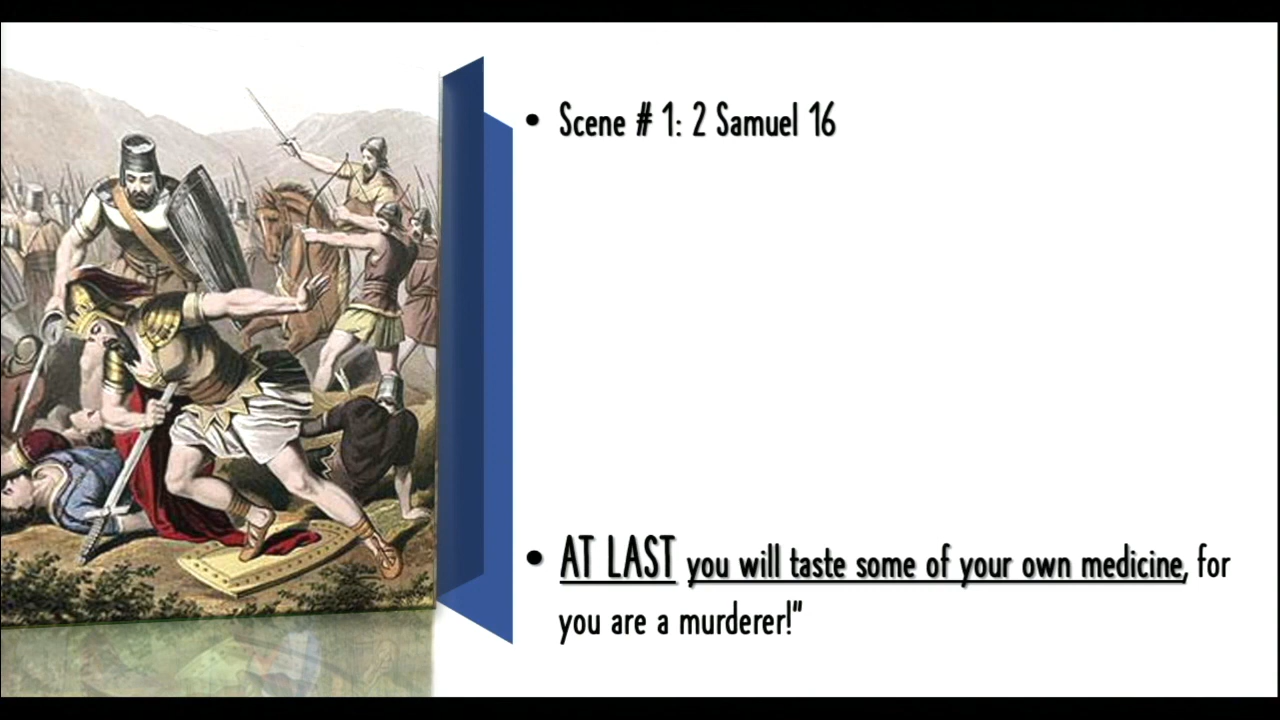 • Scene # 1: 2 Samuel 16
• AT LAST you will taste some of your own medicine, for
you are a murderer!”